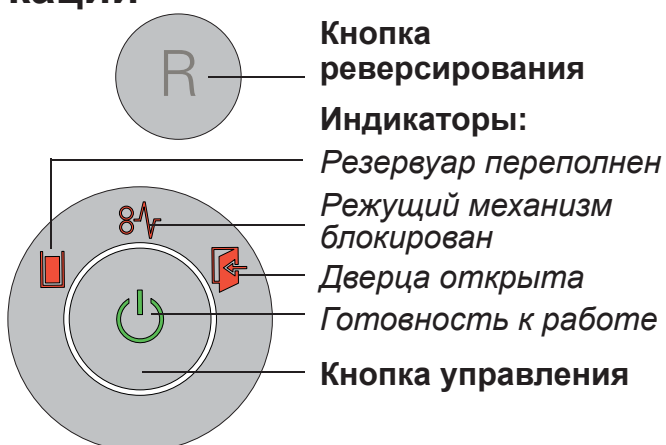 кации
R
Кнопка
реверсирования
Индикаторы:
Резервуар переполнен
Режущий механизм
блокирован
Дверца открыта
Готовность к работе
Кнопка управления